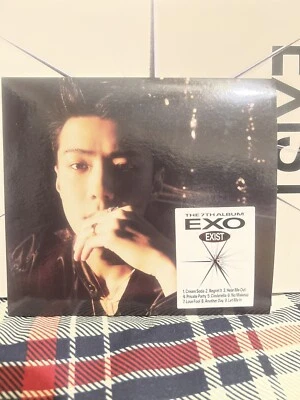 EXIST
THE 7TH ALBUM
EXO
EXIST
1. Cream Soda 2. Regret It 3. Hear Me Out
4. Private Party 5. Cinderella 6. No Makeup
7. Love Fool 8. Another Day 9. Let Me In